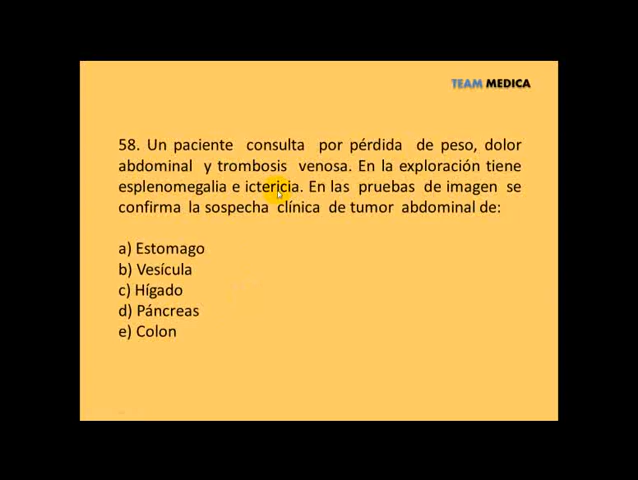 TEAM MEDICA
58. Un paciente consulta por pérdida de peso, dolor
abdominal y trombosis venosa. En la exploración tiene
esplenomegalia e ictericia. En las pruebas de imagen se
confirma la sospecha clínica de tumor abdominal de:
a) Estomago
b) Vesícula
c) Hígado
d) Páncreas
e) Colon